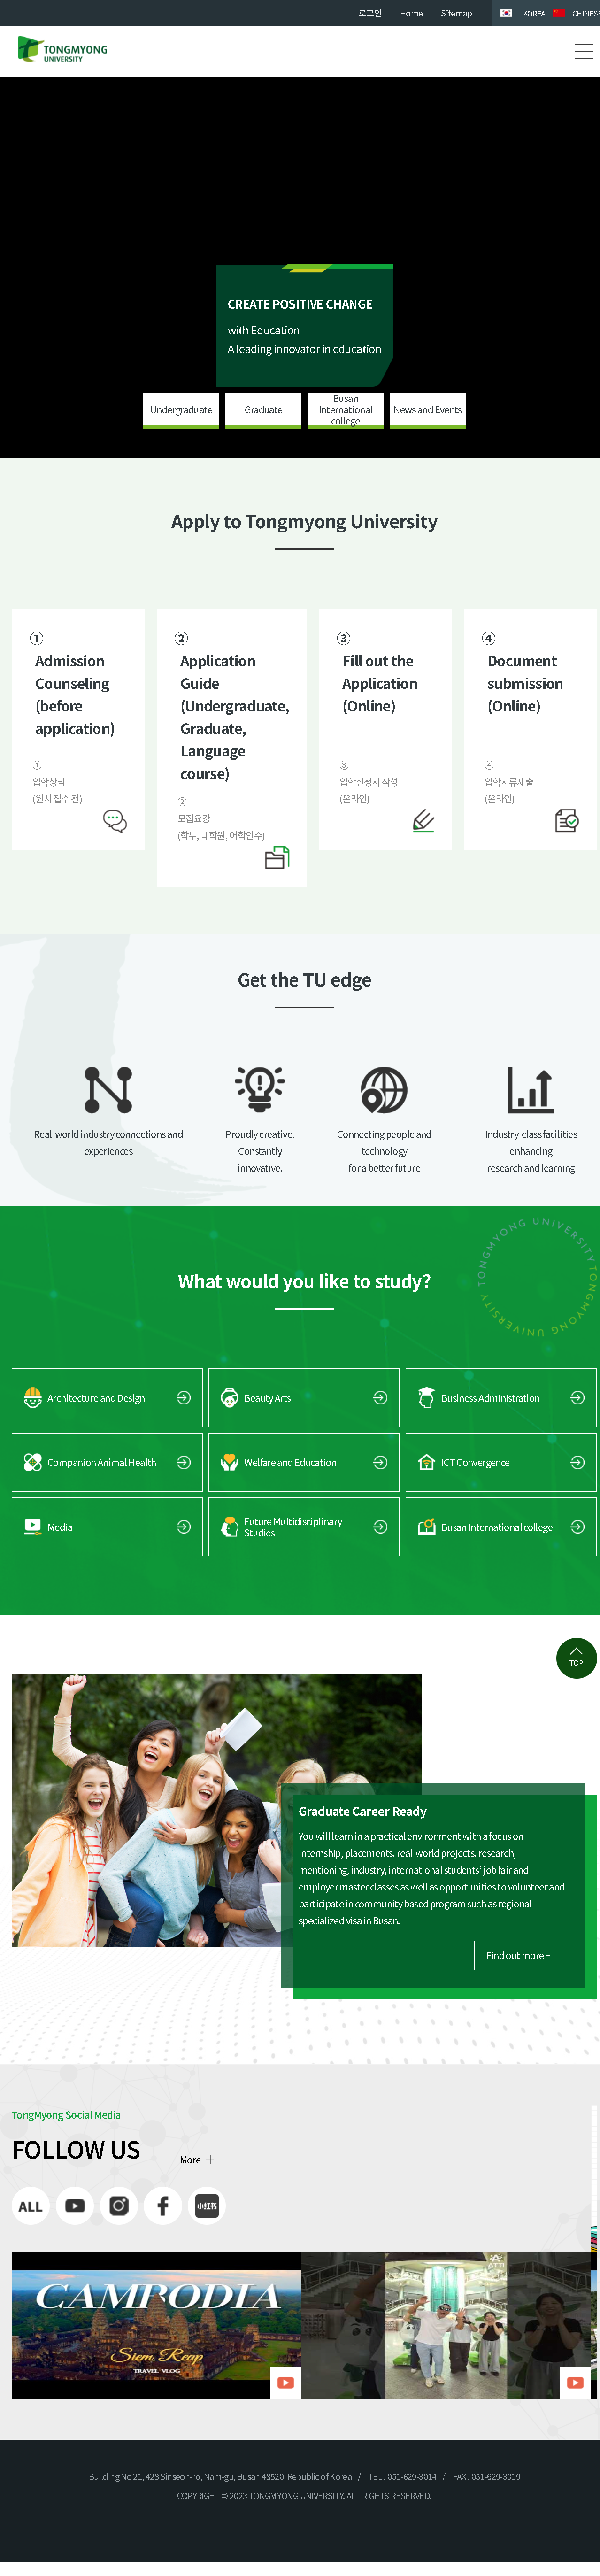 로그인 Home Sitemap KOREA CHINESE
TONGMYONG
UNIVERSITY
CREATE POSITIVE CHANGE
with Education
A leading innovator in education
Undergraduate
Graduate
Busan
International
college
News and Events
Apply to Tongmyong University
①
Admission
Counseling
(before
application)
①
입학상담
(원서 접수 전)
②
Application
Guide
(Undergraduate,
Graduate,
Language
course)
②
모집요강
(학부, 대학원, 어학연수)
③
Fill out the
Application
(Online)
③
입학신청서 작성
(온라인)
④
Document
submission
(Online)
④
입학서류제출
(온라인)
Get the TU edge
Real-world industry connections and
experiences
Proudly creative.
Constantly
innovative.
Connecting people and
technology
for a better future
Industry-class facilities
enhancing
research and learning
TONGMYONG UNIVERSITY TONGMYONG UNIVERSITY
What would you like to study?
Architecture and Design
Beauty Arts
Business Administration
Companion Animal Health
Welfare and Education
ICT Convergence
Media
Future Multidisciplinary
Studies
Busan International college
TOP
Graduate Career Ready
You will learn in a practical environment with a focus on
internship, placements, real-world projects, research,
mentioning, industry, international students' job fair and
employer master classes as well as opportunities to volunteer and
participate in community based program such as regional-
specialized visa in Busan.
Find out more +
TongMyong Social Media
FOLLOW US
More +
ALL
小红书
CAMBODIA
Siem Reap
TRAVEL VLOG
Building No 21, 428 Sinseon-ro, Nam-gu, Busan 48520, Republic of Korea / TEL : 051-629-3014 / FAX : 051-629-3019
COPYRIGHT © 2023 TONGMYONG UNIVERSITY. ALL RIGHTS RESERVED.